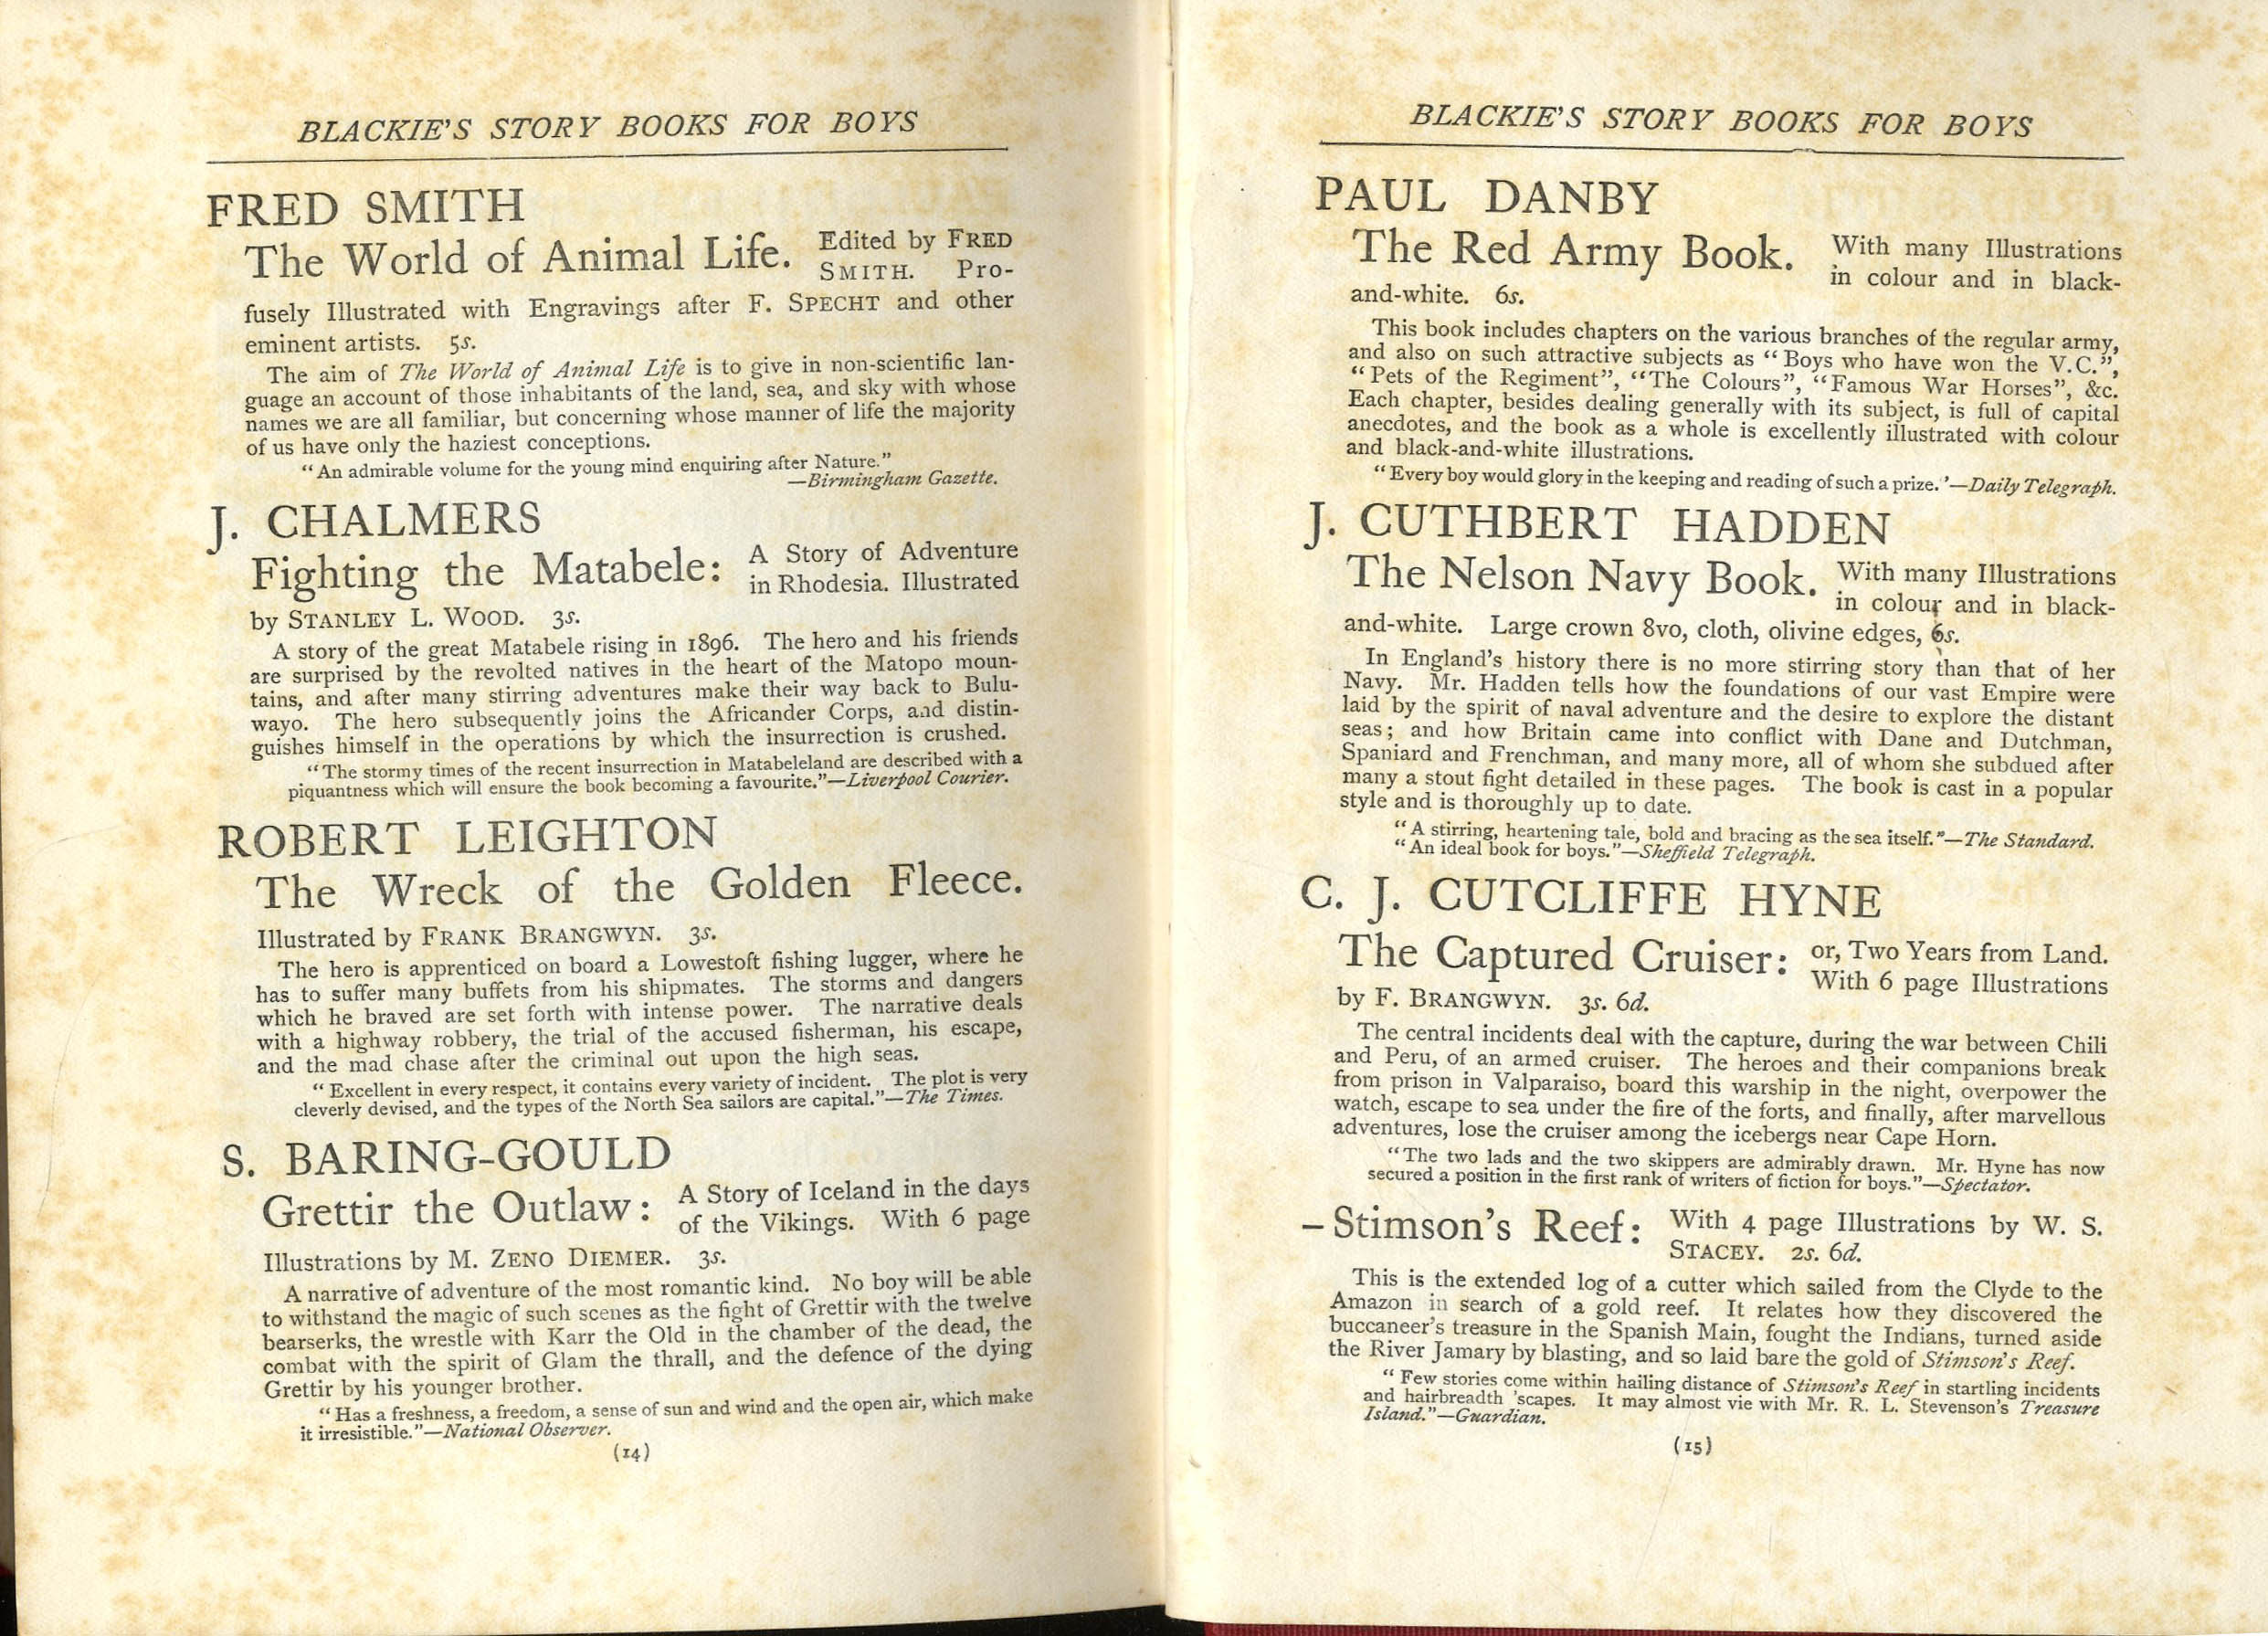 BLACKIE'S STORY BOOKS FOR BOYS
FRED SMITH
The World of Animal Life. Edited by FRED
SMITH. Pro-
fusely Illustrated with Engravings after F. SPECHT and other
eminent artists. 5s.
The aim of The World of Animal Life is to give in non-scientific lan-
guage an account of those inhabitants of the land, sea, and sky with whose
names we are all familiar, but concerning whose manner of life the majority
of us have only the haziest conceptions.
"An admirable volume for the young mind enquiring after Nature."
—Birmingham Gazette.
J. CHALMERS
Fighting the Matabele: A Story of Adventure
in Rhodesia. Illustrated
by STANLEY L. WOOD. 3s.
A story of the great Matabele rising in 1896. The hero and his friends
are surprised by the revolted natives in the heart of the Matopo moun-
tains, and after many stirring adventures make their way back to Bulu-
wayo. The hero subsequently joins the Africander Corps, and distin-
guishes himself in the operations by which the insurrection is crushed.
"The stormy times of the recent insurrection in Matabeleland are described with a
piquantness which will ensure the book becoming a favourite."—Liverpool Courier.
ROBERT LEIGHTON
The Wreck of the Golden Fleece.
Illustrated by FRANK BRANGWYN. 3s.
The hero is apprenticed on board a Lowestoft fishing lugger, where he
has to suffer many buffets from his shipmates. The storms and dangers
which he braved are set forth with intense power. The narrative deals
with a highway robbery, the trial of the accused fisherman, his escape,
and the mad chase after the criminal out upon the high seas.
"Excellent in every respect, it contains every variety of incident. The plot is very
cleverly devised, and the types of the North Sea sailors are capital."—The Times.
S. BARING-GOULD
Grettir the Outlaw: A Story of Iceland in the days
of the Vikings. With 6 page
Illustrations by M. ZENO DIEMER. 3s.
A narrative of adventure of the most romantic kind. No boy will be able
to withstand the magic of such scenes as the fight of Grettir with the twelve
bearserks, the wrestle with Karr the Old in the chamber of the dead, the
combat with the spirit of Glam the thrall, and the defence of the dying
Grettir by his younger brother.
"Has a freshness, a freedom, a sense of sun and wind and the open air, which make
it irresistible."—National Observer.
(14)
BLACKIE'S STORY BOOKS FOR BOYS
PAUL DANBY
The Red Army Book. With many Illustrations
in colour and in black-
and-white. 6s.
This book includes chapters on the various branches of the regular army,
and also on such attractive subjects as "Boys who have won the V.C.",
"Pets of the Regiment", "The Colours", "Famous War Horses", &c.
Each chapter, besides dealing generally with its subject, is full of capital
anecdotes, and the book as a whole is excellently illustrated with colour
and black-and-white illustrations.
"Every boy would glory in the keeping and reading of such a prize.'—Daily Telegraph.
J. CUTHBERT HADDEN
The Nelson Navy Book. With many Illustrations
in colour and in black-
and-white. Large crown 8vo, cloth, olivine edges, 6s.
In England's history there is no more stirring story than that of her
Navy. Mr. Hadden tells how the foundations of our vast Empire were
laid by the spirit of naval adventure and the desire to explore the distant
seas; and how Britain came into conflict with Dane and Dutchman,
Spaniard and Frenchman, and many more, all of whom she subdued after
many a stout fight detailed in these pages. The book is cast in a popular
style and is thoroughly up to date.
"A stirring, heartening tale, bold and bracing as the sea itself."—The Standard.
"An ideal book for boys."—Sheffield Telegraph.
C. J. CUTCLIFFE HYNE
The Captured Cruiser: or, Two Years from Land.
With 6 page Illustrations
by F. BRANGWYN. 3s. 6d.
The central incidents deal with the capture, during the war between Chili
and Peru, of an armed cruiser. The heroes and their companions break
from prison in Valparaiso, board this warship in the night, overpower the
watch, escape to sea under the fire of the forts, and finally, after marvellous
adventures, lose the cruiser among the icebergs near Cape Horn.
"The two lads and the two skippers are admirably drawn. Mr. Hyne has now
secured a position in the first rank of writers of fiction for boys."—Spectator.
—Stimson's Reef: With 4 page Illustrations by W. S.
STACEY. 2s. 6d.
This is the extended log of a cutter which sailed from the Clyde to the
Amazon in search of a gold reef. It relates how they discovered the
buccaneer's treasure in the Spanish Main, fought the Indians, turned aside
the River Jamary by blasting, and so laid bare the gold of Stimson's Reef.
"Few stories come within hailing distance of Stimson's Reef in startling incidents
and hairbreadth 'scapes. It may almost vie with Mr. R. L. Stevenson's Treasure
Island."—Guardian.
(15)